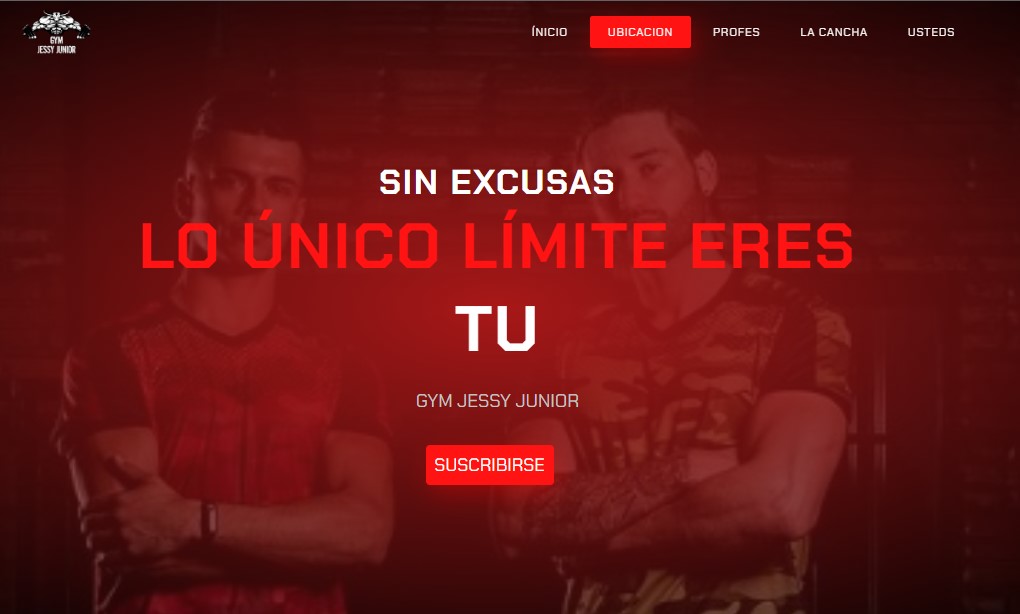 GYM
JESSY JUNIOR
ÍNICIO UBICACION PROFES LA CANCHA USTEDS
SIN EXCUSAS
LO ÚNICO LÍMITE ERES
TU
GYM JESSY JUNIOR
SUSCRIBIRSE